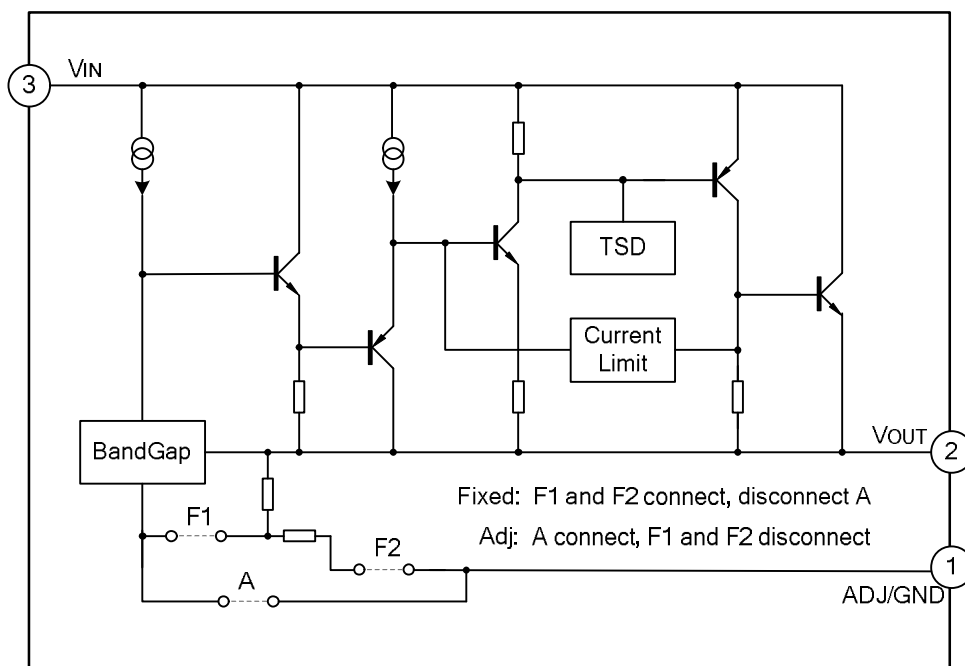 VIN
3
TSD
Current
Limit
BandGap
VOUT
2
Fixed: F1 and F2 connect, disconnect A
F1
Adj: A connect, F1 and F2 disconnect
F2
1
A
ADJ/GND